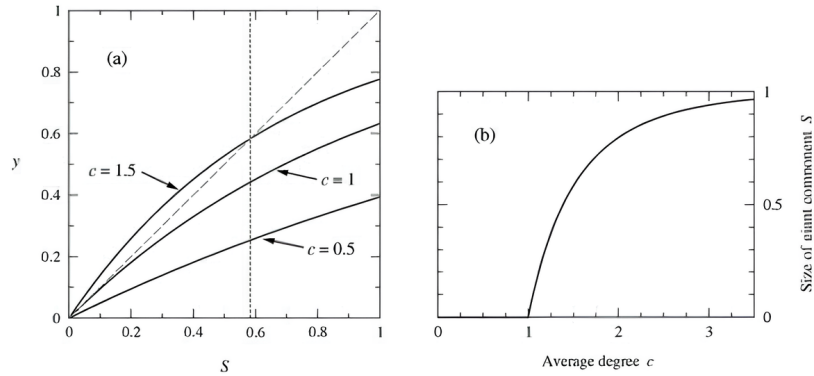 1
(a)
0.8
0.6
y
c = 1.5
c = 1
0.4
c = 0.5
0.2
0
0 0.2 0.4 0.6 0.8 1
S
(b)
1
0.5
0
Size of giant component S
0 1 2 3
Average degree c